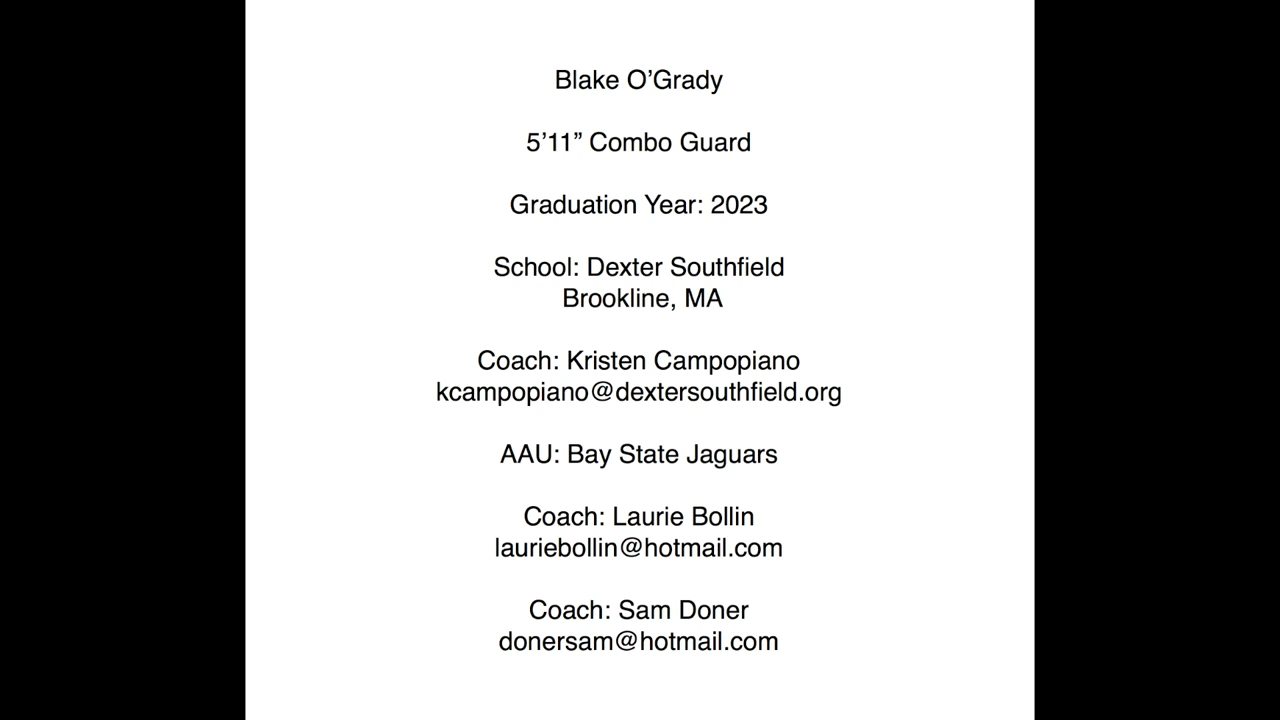 Blake O’Grady
5’11” Combo Guard
Graduation Year: 2023
School: Dexter Southfield
Brookline, MA
Coach: Kristen Campopiano
kcampopiano@dextersouthfield.org
AAU: Bay State Jaguars
Coach: Laurie Bollin
lauriebollin@hotmail.com
Coach: Sam Doner
donersam@hotmail.com